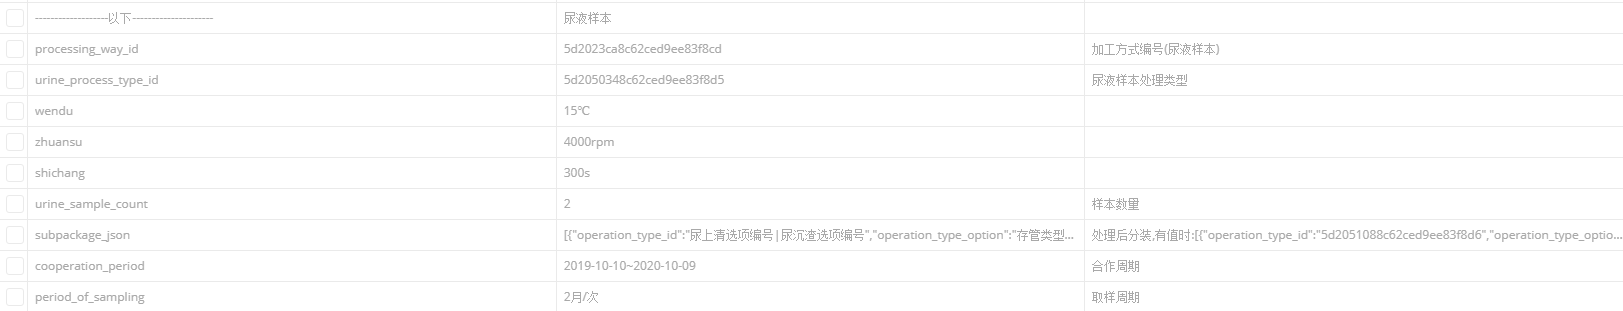 -------------------以下--------------------- 尿液样本
processing_way_id 5d2023ca8c62ced9ee83f8cd 加工方式编号(尿液样本)
urine_process_type_id 5d2050348c62ced9ee83f8d5 尿液样本处理类型
wendu 15℃
zhuansu 4000rpm
shichang 300s
urine_sample_count 2 样本数量
subpackage_json [{"operation_type_id":"尿上清选项编号|尿沉渣选项编号","operation_type_option":"存管类型... 处理后分装,有值时:[{"operation_type_id":"5d2051088c62ced9ee83f8d6","operation_type_optio...
cooperation_period 2019-10-10~2020-10-09 合作周期
period_of_sampling 2月/次 取样周期